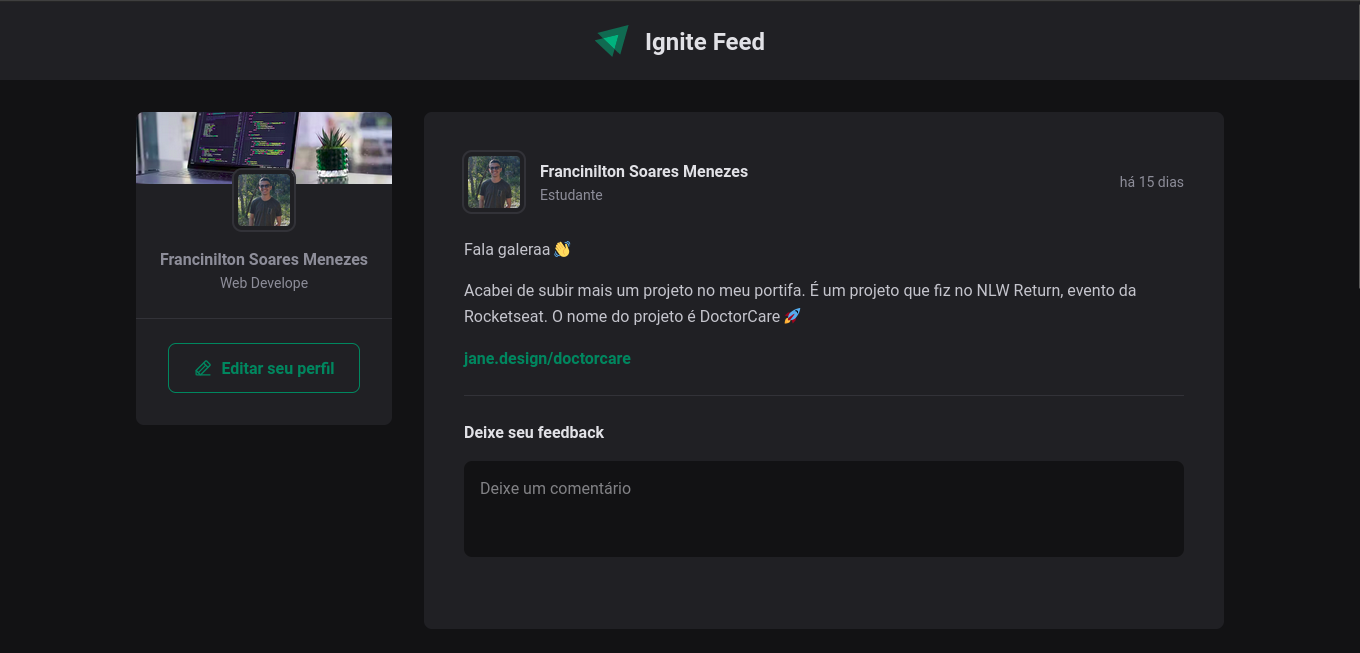 Ignite Feed
Francinilton Soares Menezes
Web Develope
Editar seu perfil
Francinilton Soares Menezes
Estudante
há 15 dias
Fala galeraa 👋
Acabei de subir mais um projeto no meu portifa. É um projeto que fiz no NLW Return, evento da
Rocketseat. O nome do projeto é DoctorCare 🚀
jane.design/doctorcare
Deixe seu feedback
Deixe um comentário